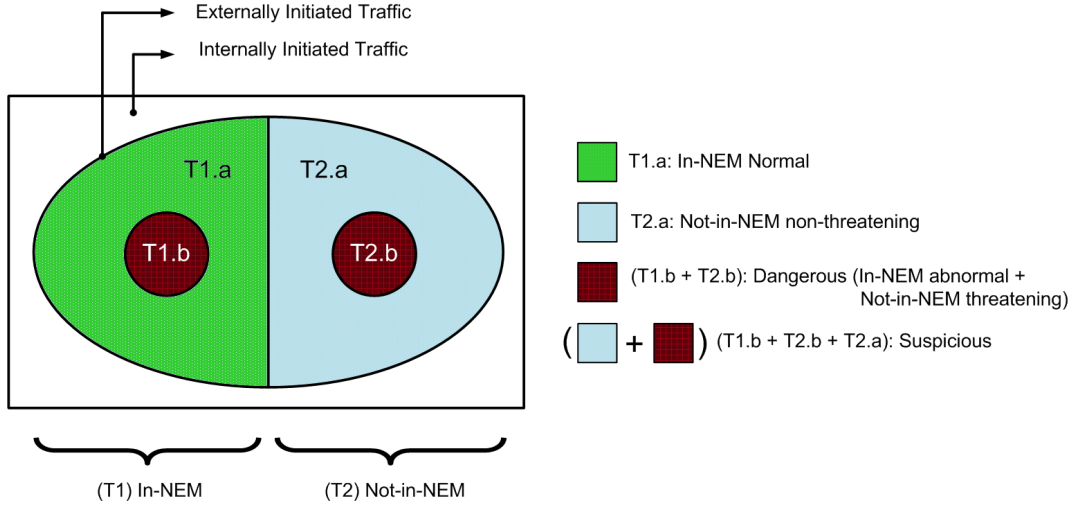 Externally Initiated Traffic
Internally Initiated Traffic
T1.a
T2.a
T1.b
T2.b
(T1) In-NEM
(T2) Not-in-NEM
T1.a: In-NEM Normal
T2.a: Not-in-NEM non-threatening
(T1.b + T2.b): Dangerous (In-NEM abnormal +
Not-in-NEM threatening)
( + ) (T1.b + T2.b + T2.a): Suspicious